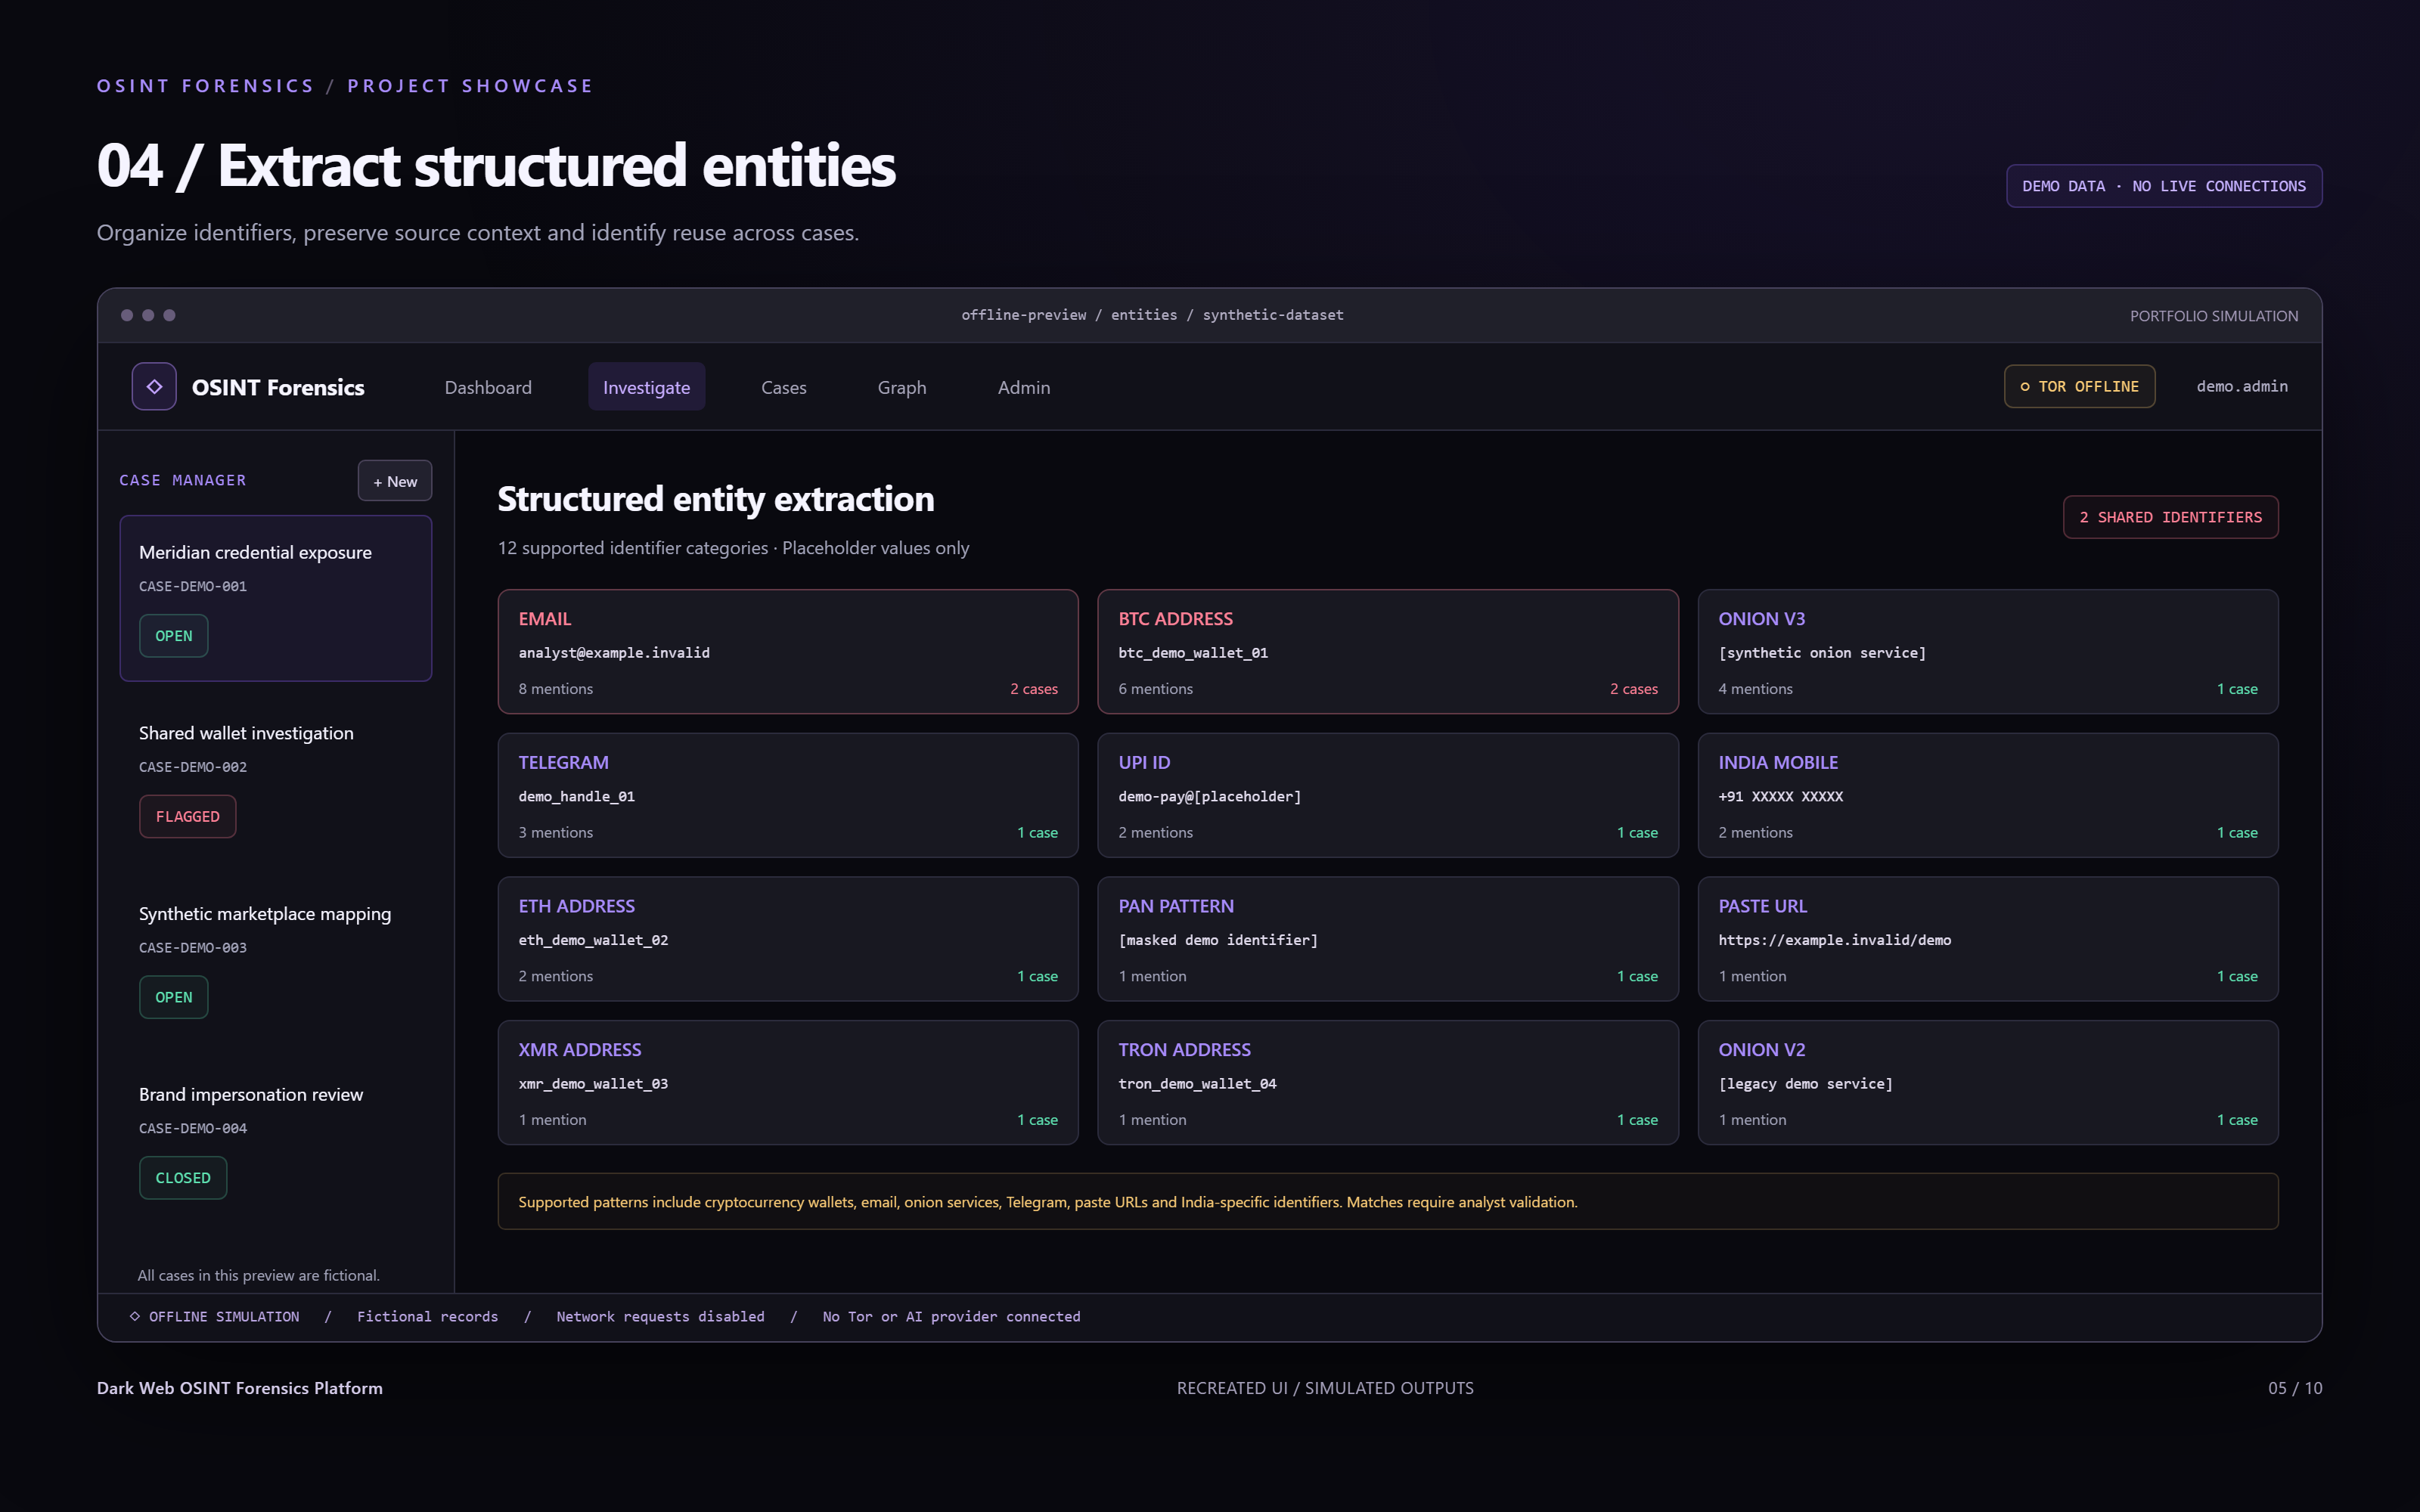 OSINT FORENSICS / PROJECT SHOWCASE
04 / Extract structured entities
Organize identifiers, preserve source context and identify reuse across cases.
DEMO DATA · NO LIVE CONNECTIONS
offline-preview / entities / synthetic-dataset
PORTFOLIO SIMULATION
OSINT Forensics
Dashboard
Investigate
Cases
Graph
Admin
TOR OFFLINE
demo.admin
CASE MANAGER
+ New
Meridian credential exposure
CASE-DEMO-001
OPEN
Shared wallet investigation
CASE-DEMO-002
FLAGGED
Synthetic marketplace mapping
CASE-DEMO-003
OPEN
Brand impersonation review
CASE-DEMO-004
CLOSED
All cases in this preview are fictional.
Structured entity extraction
12 supported identifier categories · Placeholder values only
2 SHARED IDENTIFIERS
EMAIL
analyst@example.invalid
8 mentions
2 cases
BTC ADDRESS
btc_demo_wallet_01
6 mentions
2 cases
ONION V3
[synthetic onion service]
4 mentions
1 case
TELEGRAM
demo_handle_01
3 mentions
1 case
UPI ID
demo-pay@[placeholder]
2 mentions
1 case
INDIA MOBILE
+91 XXXXX XXXXX
2 mentions
1 case
ETH ADDRESS
eth_demo_wallet_02
2 mentions
1 case
PAN PATTERN
[masked demo identifier]
1 mention
1 case
PASTE URL
https://example.invalid/demo
1 mention
1 case
XMR ADDRESS
xmr_demo_wallet_03
1 mention
1 case
TRON ADDRESS
tron_demo_wallet_04
1 mention
1 case
ONION V2
[legacy demo service]
1 mention
1 case
Supported patterns include cryptocurrency wallets, email, onion services, Telegram, paste URLs and India-specific identifiers. Matches require analyst validation.
◇ OFFLINE SIMULATION / Fictional records / Network requests disabled / No Tor or AI provider connected
Dark Web OSINT Forensics Platform
RECREATED UI / SIMULATED OUTPUTS
05 / 10